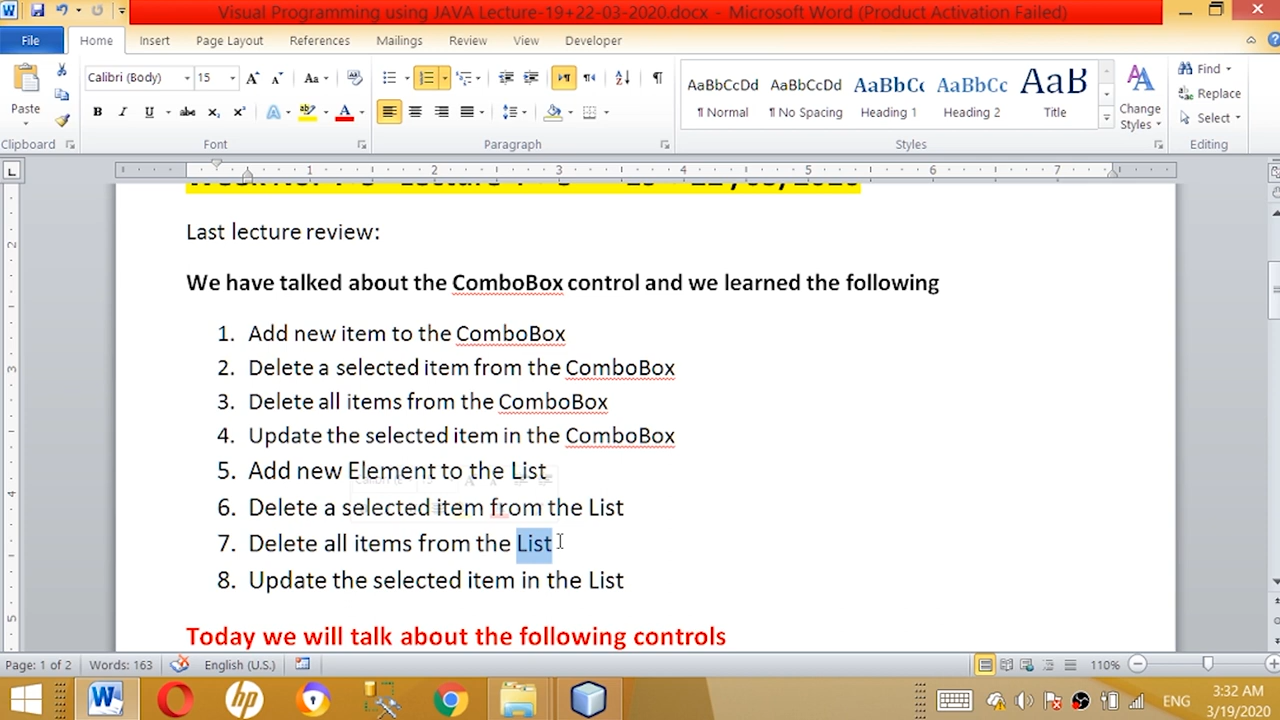 Visual Programming using JAVA Lecture-19+22-03-2020.docx - Microsoft Word (Product Activation Failed)
File Home Insert Page Layout References Mailings Review View Developer
Calibri (Body) 15
AaBbCcDd AaBbCcDd AaBbCc AaBbCc AaB
Paste
¶ Normal ¶ No Spacing Heading 1 Heading 2 Title
Change Styles
Find
Replace
Select
Clipboard Font Paragraph Styles Editing
1 2 3 4 5 6 7
Last lecture review:
We have talked about the ComboBox control and we learned the following
1. Add new item to the ComboBox
2. Delete a selected item from the ComboBox
3. Delete all items from the ComboBox
4. Update the selected item in the ComboBox
5. Add new Element to the List
6. Delete a selected item from the List
7. Delete all items from the List
8. Update the selected item in the List
Today we will talk about the following controls
Page: 1 of 2 Words: 163 English (U.S.) 110%
ENG
3:32 AM
3/19/2020